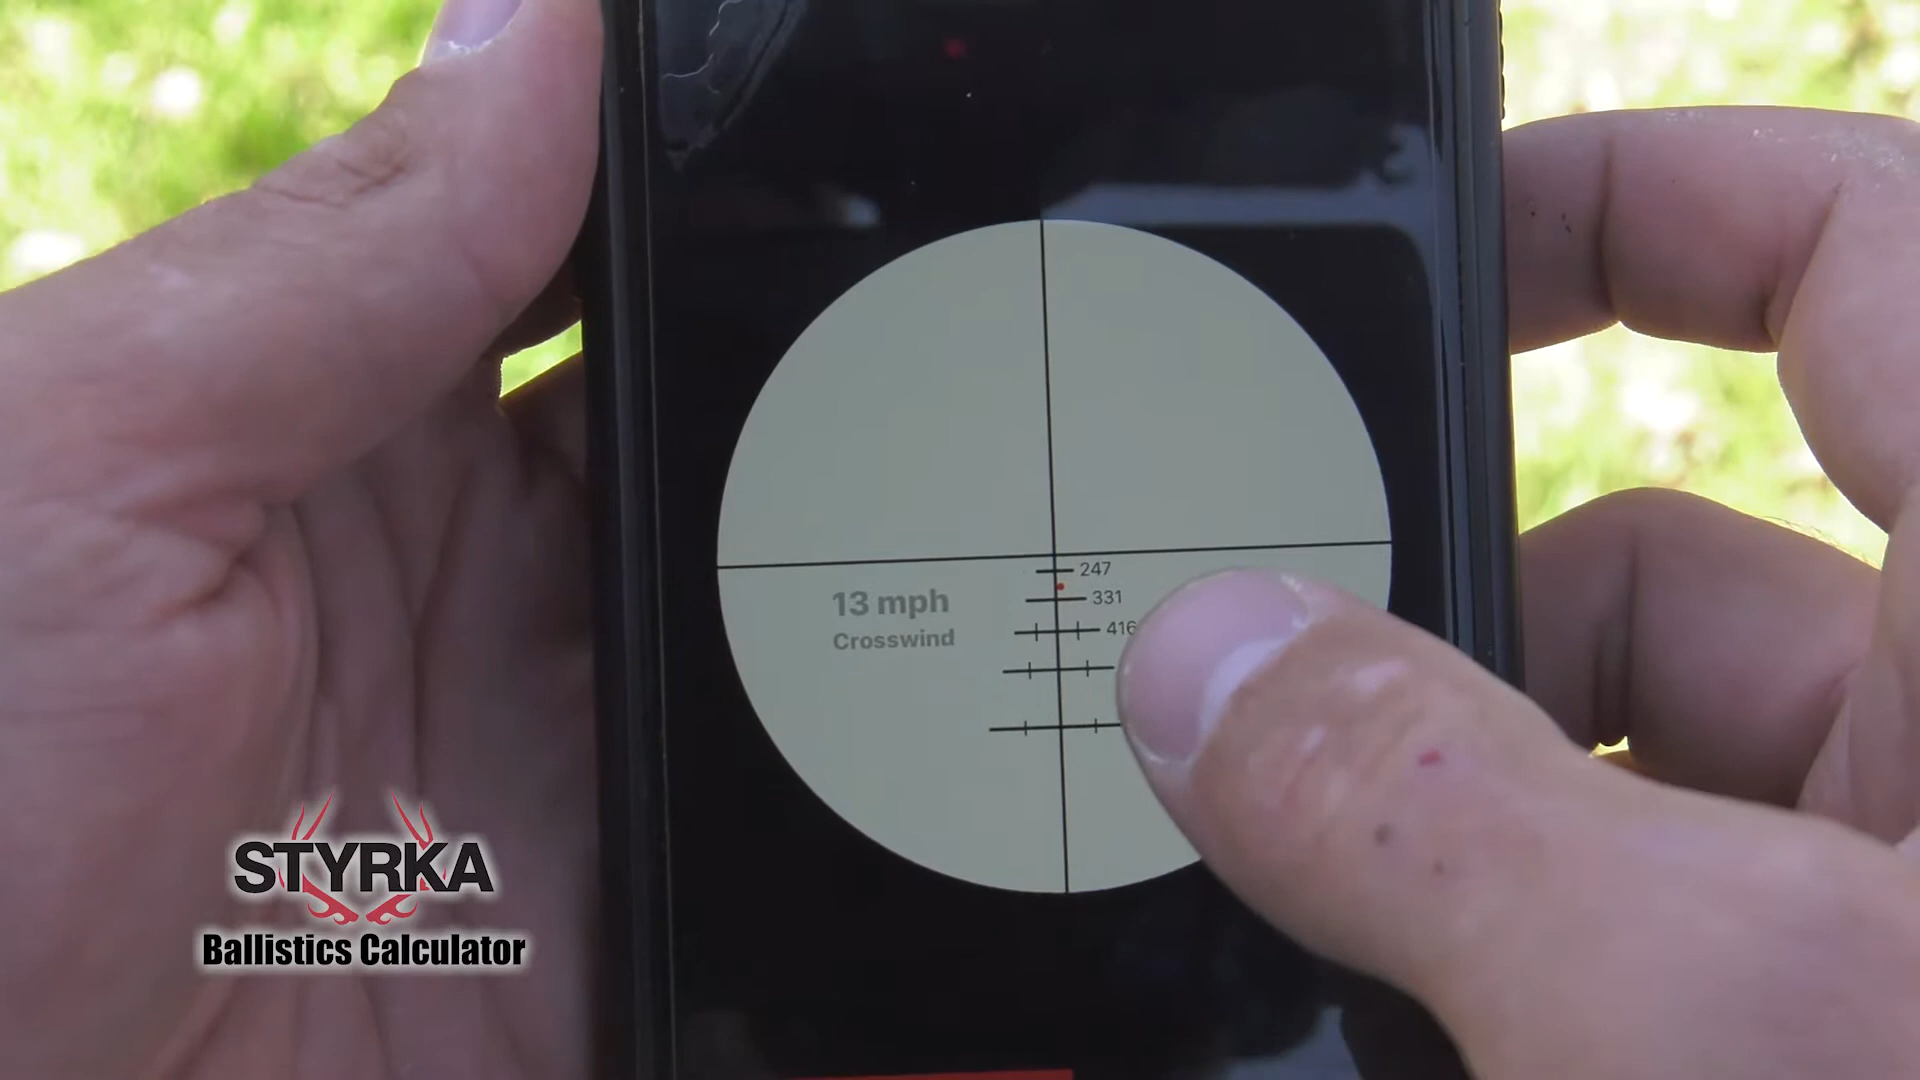 247
331
13 mph
416
Crosswind
STYRKA
Ballistics Calculator